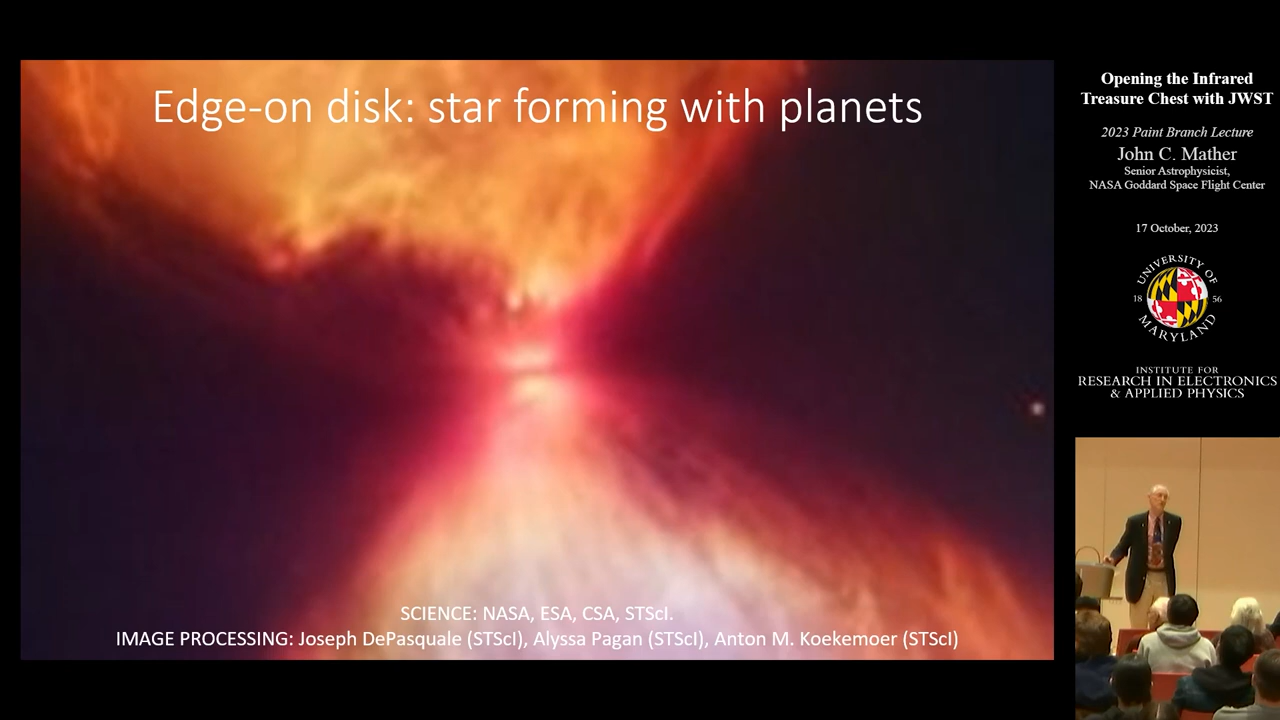 Edge-on disk: star forming with planets
SCIENCE: NASA, ESA, CSA, STScI.
IMAGE PROCESSING: Joseph DePasquale (STScI), Alyssa Pagan (STScI), Anton M. Koekemoer (STScI)
Opening the Infrared
Treasure Chest with JWST
2023 Paint Branch Lecture
John C. Mather
Senior Astrophysicist,
NASA Goddard Space Flight Center
17 October, 2023
UNIVERSITY OF
18 56
MARYLAND
INSTITUTE FOR
RESEARCH IN ELECTRONICS
& APPLIED PHYSICS